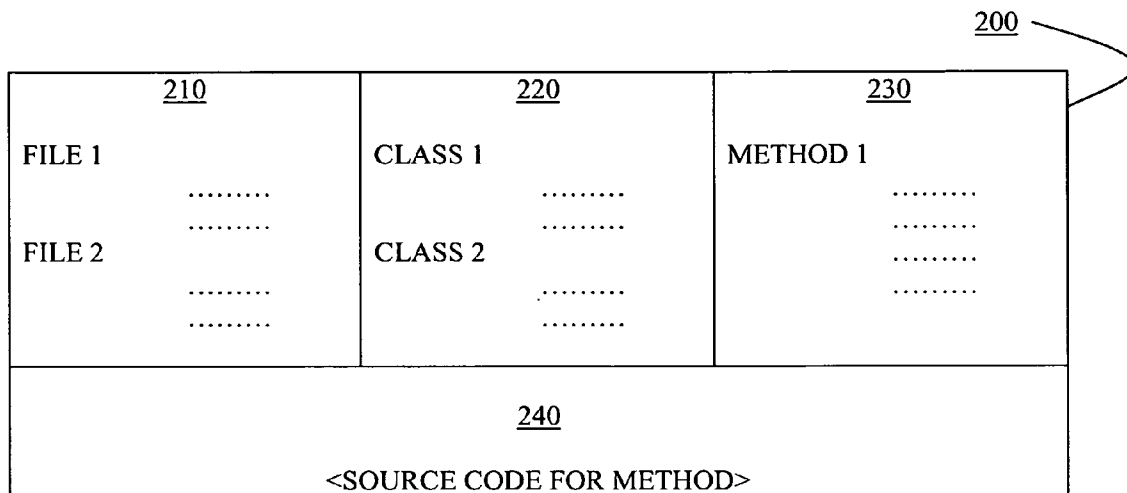 200
210 220 230
FILE 1 CLASS 1 METHOD 1
......... ......... .........
......... ......... .........
FILE 2 CLASS 2 .........
......... ......... .........
......... .........
240
<SOURCE CODE FOR METHOD>